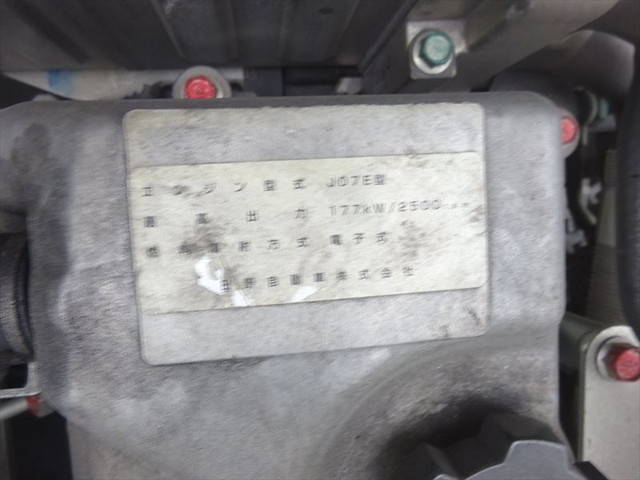 エンジン型式 J07E型
最高出力 177kW/2500
燃料噴射方式 電子式
日野自動車株式会社